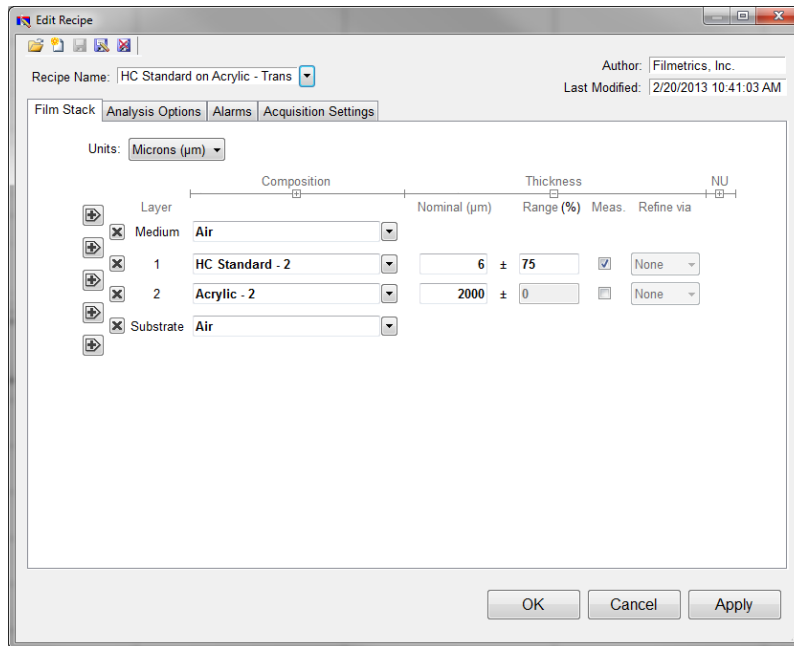 Edit Recipe
Author: Filmetrics, Inc.
Recipe Name: HC Standard on Acrylic - Trans
Last Modified: 2/20/2013 10:41:03 AM
Film Stack Analysis Options Alarms Acquisition Settings
Units: Microns (µm)
Composition Thickness NU
Layer Nominal (µm) Range (%) Meas. Refine via
Medium Air
1 HC Standard - 2 6 ± 75 None
2 Acrylic - 2 2000 ± 0 None
Substrate Air
OK Cancel Apply